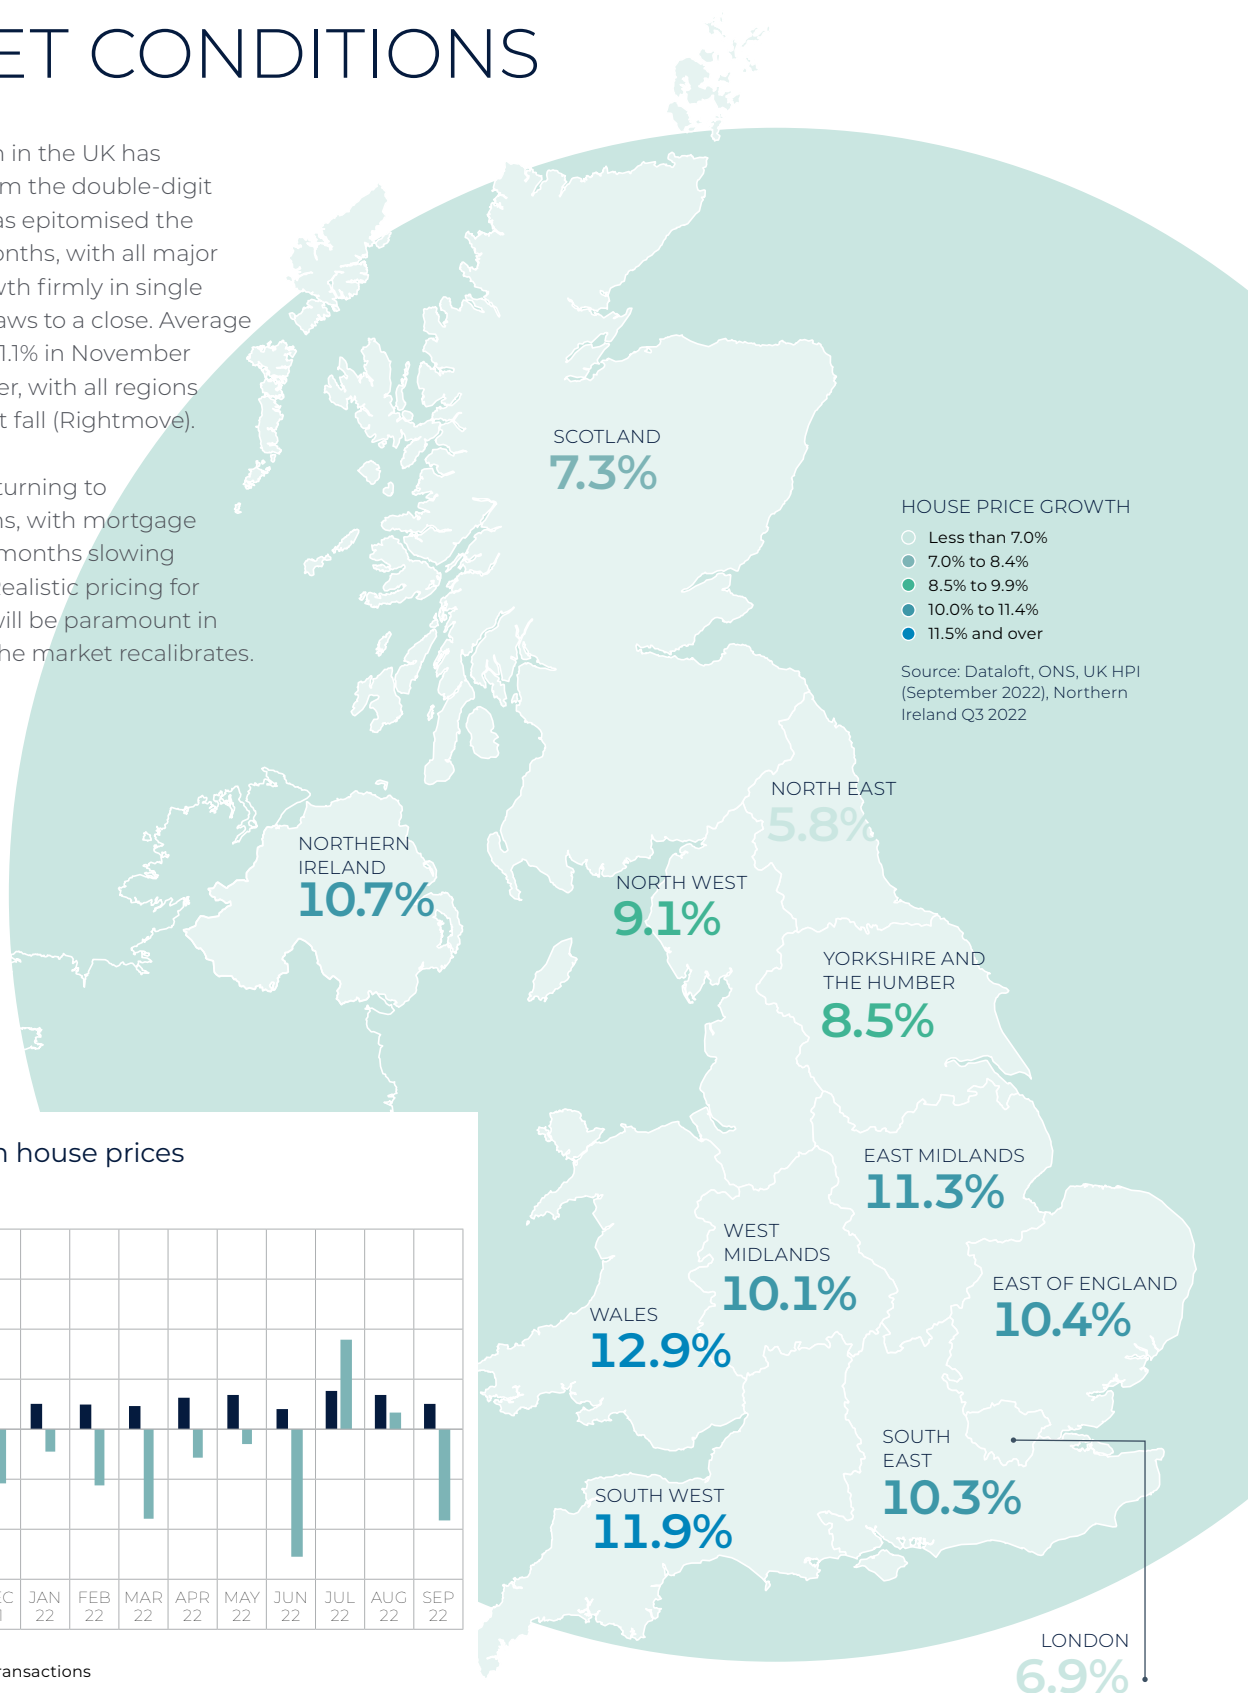 ET CONDITIONS
in the UK has
the double-digit
as epitomised the
onths, with all major
wth firmly in single
aws to a close. Average
1.1% in November
er, with all regions
t fall (Rightmove).
turning to
ns, with mortgage
months slowing
Realistic pricing for
will be paramount in
the market recalibrates.
SCOTLAND
7.3%
HOUSE PRICE GROWTH
Less than 7.0%
7.0% to 8.4%
8.5% to 9.9%
10.0% to 11.4%
11.5% and over
Source: Dataloft, ONS, UK HPI
(September 2022), Northern
Ireland Q3 2022
NORTH EAST
5.8%
NORTHERN
IRELAND
10.7%
NORTH WEST
9.1%
YORKSHIRE AND
THE HUMBER
8.5%
EAST MIDLANDS
11.3%
WEST
MIDLANDS
10.1%
EAST OF ENGLAND
10.4%
WALES
12.9%
SOUTH
EAST
10.3%
SOUTH WEST
11.9%
LONDON
6.9%
house prices
JAN FEB MAR APR MAY JUN JUL AUG SEP
22 22 22 22 22 22 22 22 22
ransactions